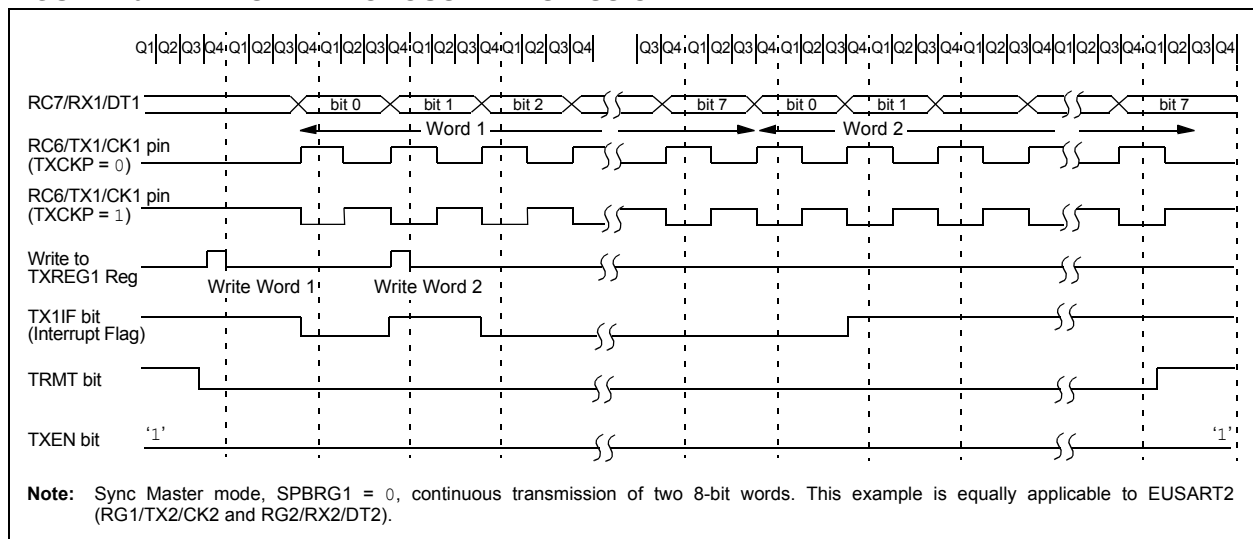 Q1 Q2 Q3 Q4 Q1 Q2 Q3 Q4 Q1 Q2 Q3 Q4 Q1 Q2 Q3 Q4 Q1 Q2 Q3 Q4 Q3 Q4 Q1 Q2 Q3 Q4 Q1 Q2 Q3 Q4 Q1 Q2 Q3 Q4 Q1 Q2 Q3 Q4 Q1 Q2 Q3 Q4 Q1 Q2 Q3 Q4
RC7/RX1/DT1 bit 0 bit 1 bit 2 bit 7 bit 0 bit 1 bit 7
Word 1 Word 2
RC6/TX1/CK1 pin
(TXCKP = 0)
RC6/TX1/CK1 pin
(TXCKP = 1)
Write to
TXREG1 Reg
Write Word 1 Write Word 2
TX1IF bit
(Interrupt Flag)
TRMT bit
TXEN bit '1' '1'
Note: Sync Master mode, SPBRG1 = 0, continuous transmission of two 8-bit words. This example is equally applicable to EUSART2
(RG1/TX2/CK2 and RG2/RX2/DT2).